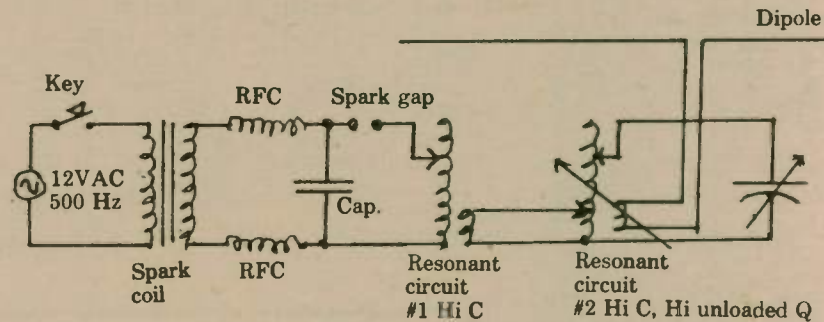 Dipole
Key
RFC
Spark gap
12VAC
500 Hz
Cap.
Spark
coil
RFC
Resonant
circuit
#1 Hi C
Resonant
circuit
#2 Hi C, Hi unloaded Q